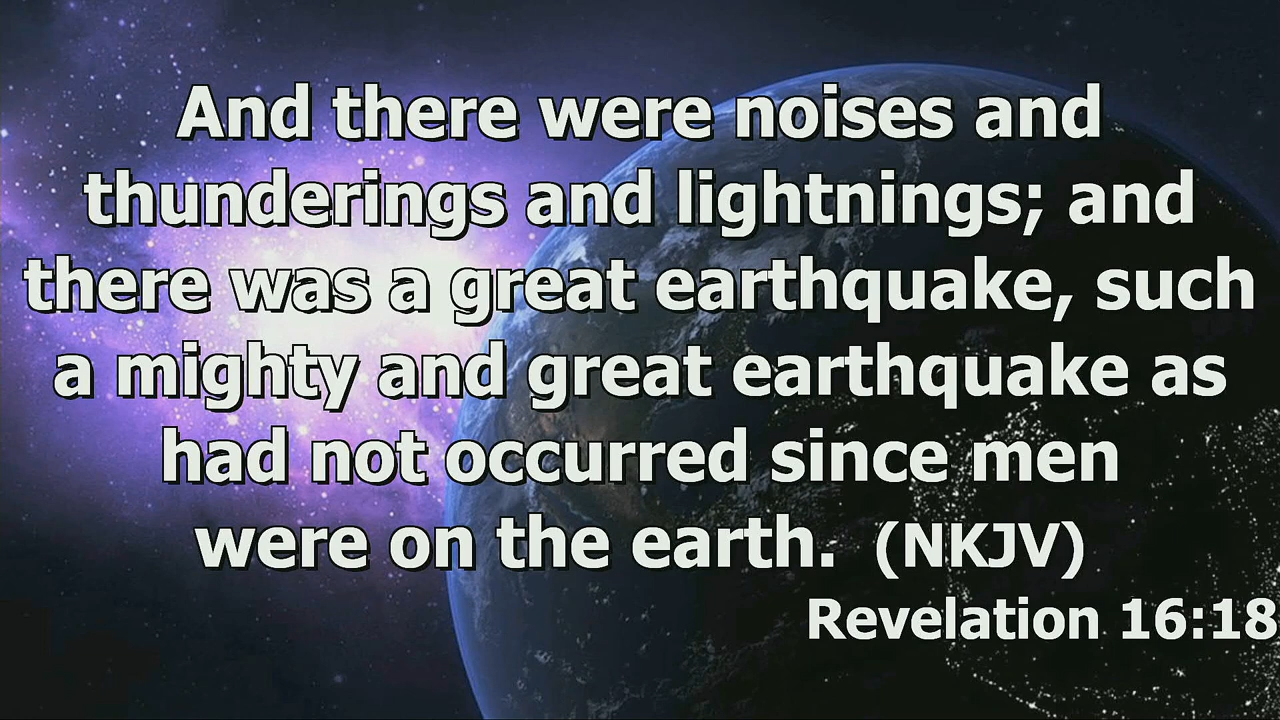 And there were noises and
thunderings and lightnings; and
there was a great earthquake, such
a mighty and great earthquake as
had not occurred since men
were on the earth. (NKJV)
Revelation 16:18